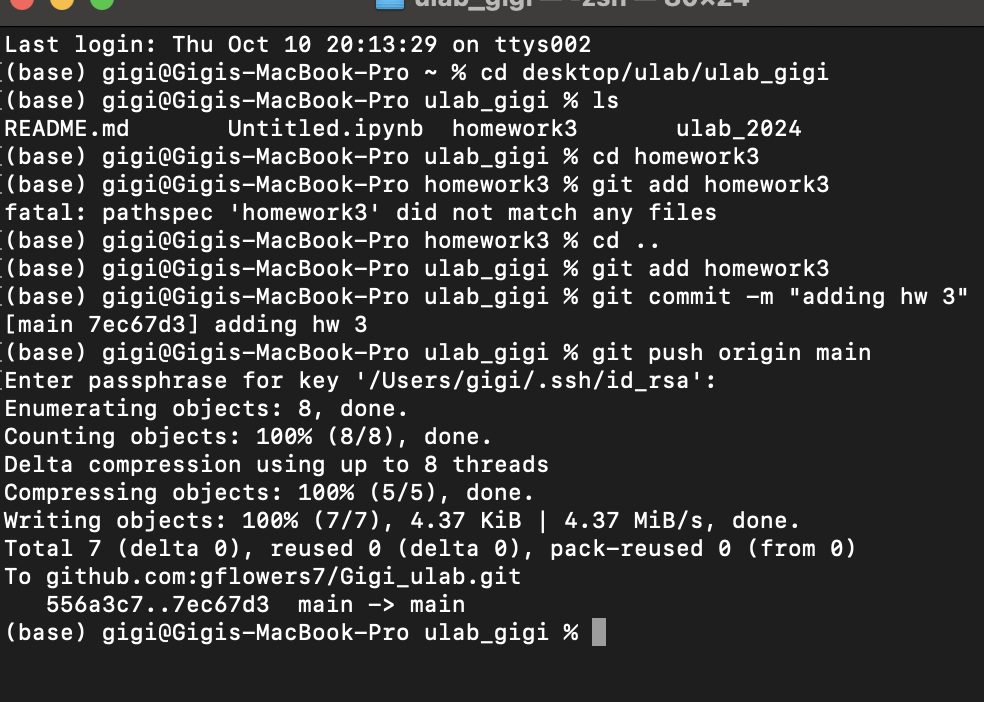 ulab_gigi — -zsh — 80×24
Last login: Thu Oct 10 20:13:29 on ttys002
(base) gigi@Gigis-MacBook-Pro ~ % cd desktop/ulab/ulab_gigi
(base) gigi@Gigis-MacBook-Pro ulab_gigi % ls
README.md       Untitled.ipynb  homework3       ulab_2024
(base) gigi@Gigis-MacBook-Pro ulab_gigi % cd homework3
(base) gigi@Gigis-MacBook-Pro homework3 % git add homework3
fatal: pathspec 'homework3' did not match any files
(base) gigi@Gigis-MacBook-Pro homework3 % cd ..
(base) gigi@Gigis-MacBook-Pro ulab_gigi % git add homework3
(base) gigi@Gigis-MacBook-Pro ulab_gigi % git commit -m "adding hw 3"
[main 7ec67d3] adding hw 3
(base) gigi@Gigis-MacBook-Pro ulab_gigi % git push origin main
Enter passphrase for key '/Users/gigi/.ssh/id_rsa':
Enumerating objects: 8, done.
Counting objects: 100% (8/8), done.
Delta compression using up to 8 threads
Compressing objects: 100% (5/5), done.
Writing objects: 100% (7/7), 4.37 KiB | 4.37 MiB/s, done.
Total 7 (delta 0), reused 0 (delta 0), pack-reused 0 (from 0)
To github.com:gflowers7/Gigi_ulab.git
   556a3c7..7ec67d3  main -> main
(base) gigi@Gigis-MacBook-Pro ulab_gigi %